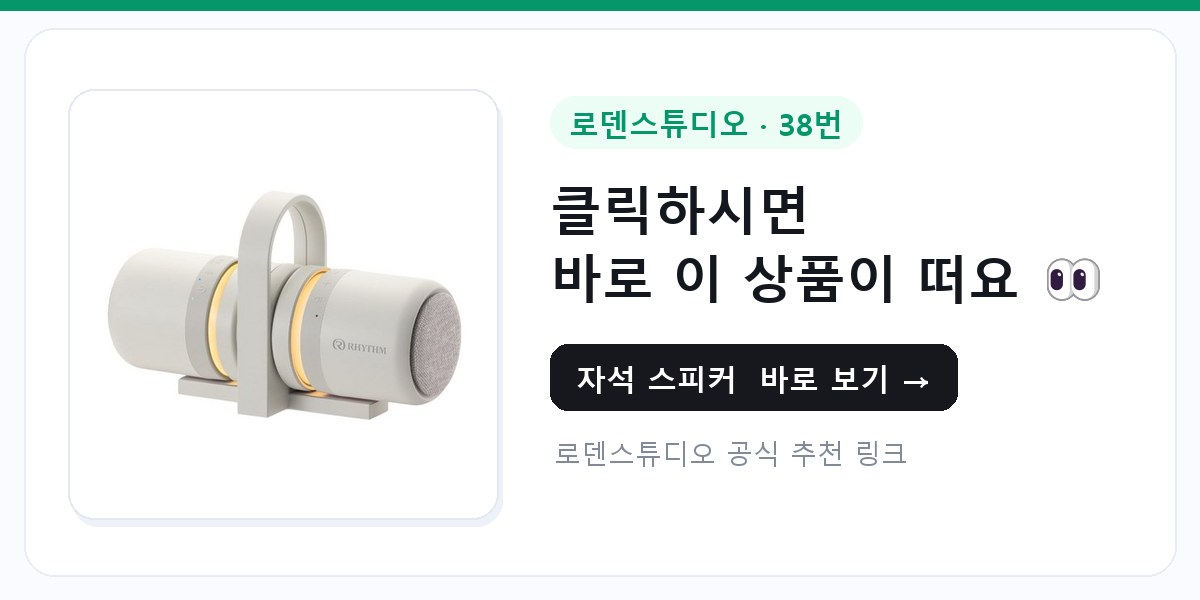 로덴스튜디오 · 38번
클릭하시면
바로 이 상품이 떠요 👀
자석 스피커 바로 보기 →
로덴스튜디오 공식 추천 링크
RHYTHM